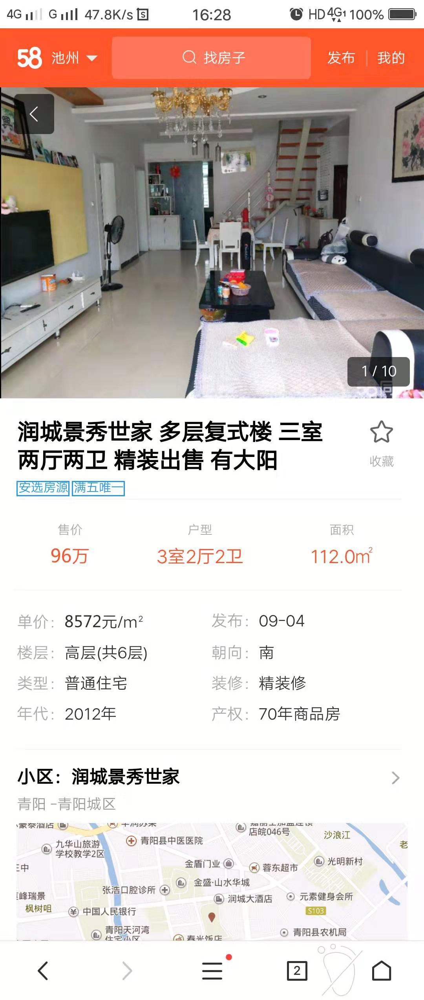 4G G 47.8K/s 16:28 HD 4G 1 100%
58 池州 找房子 发布 我的
1 / 10
润城景秀世家 多层复式楼 三室
两厅两卫 精装出售 有大阳
收藏
安选房源 满五唯一
售价 户型 面积
96万 3室2厅2卫 112.0㎡
单价: 8572元/m² 发布: 09-04
楼层: 高层(共6层) 朝向: 南
类型: 普通住宅 装修: 精装修
年代: 2012年 产权: 70年商品房
小区: 润城景秀世家
青阳 -青阳城区
豪泰酒店
店皖046号
沙浪江
青阳县中医医院
九华山旅游
学校教学2区
老
金盾门业
蓉东超市
光明新村
金盛·山水华城
张浩口腔诊所
峰瑞景
润城大酒店
元素健身会所
枫树咀
中国人民银行
S103
青阳天河湾
住宅小区
青阳县农机局
春光饭店
2